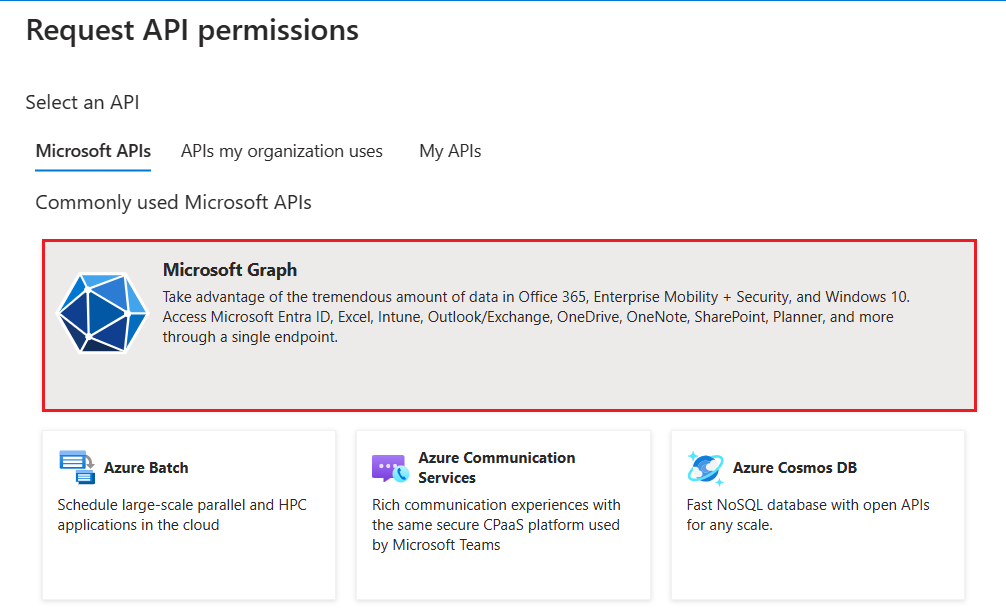 Request API permissions
Select an API
Microsoft APIs APIs my organization uses My APIs
Commonly used Microsoft APIs
Microsoft Graph
Take advantage of the tremendous amount of data in Office 365, Enterprise Mobility + Security, and Windows 10.
Access Microsoft Entra ID, Excel, Intune, Outlook/Exchange, OneDrive, OneNote, SharePoint, Planner, and more
through a single endpoint.
Azure Batch
Schedule large-scale parallel and HPC
applications in the cloud
Azure Communication
Services
Rich communication experiences with
the same secure CPaaS platform used
by Microsoft Teams
Azure Cosmos DB
Fast NoSQL database with open APIs
for any scale.